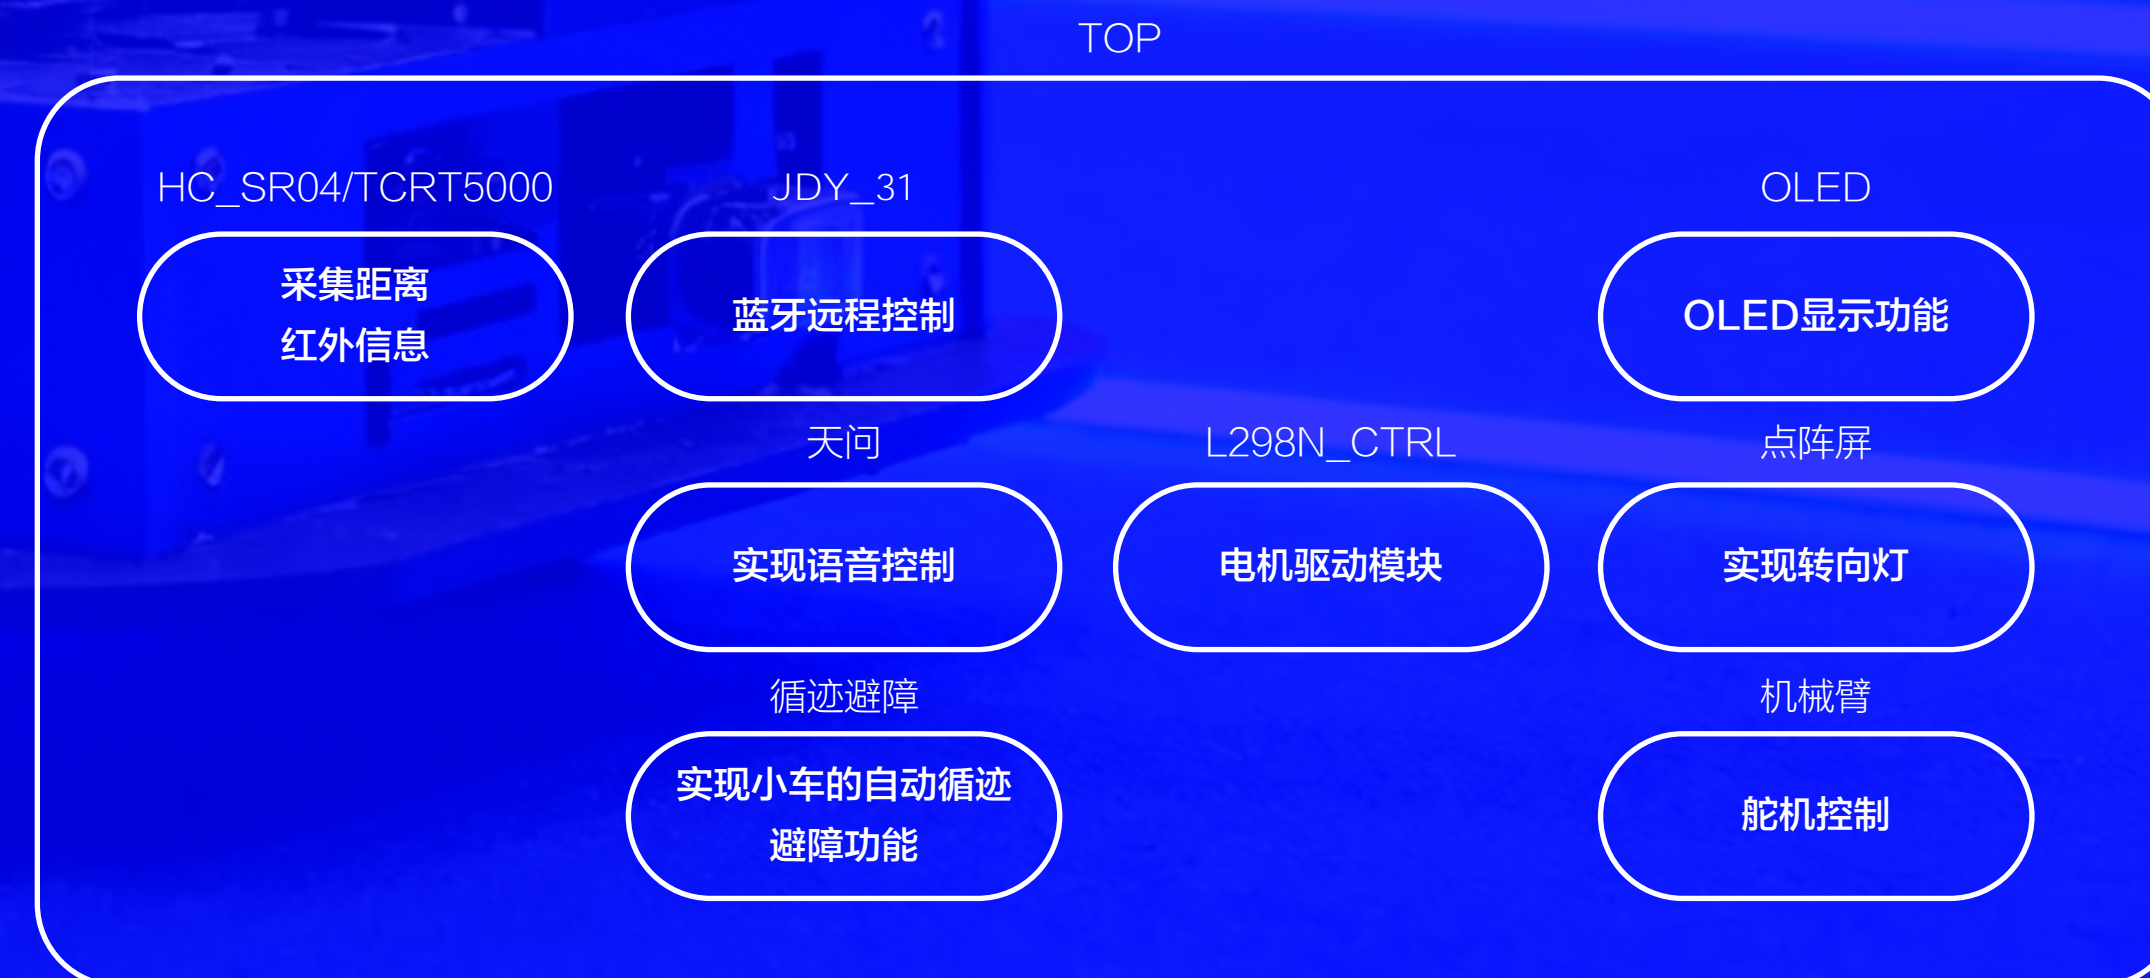 TOP
HC_SR04/TCRT5000
采集距离
红外信息
JDY_31
蓝牙远程控制
OLED
OLED显示功能
天问
实现语音控制
L298N_CTRL
电机驱动模块
点阵屏
实现转向灯
循迹避障
实现小车的自动循迹
避障功能
机械臂
舵机控制